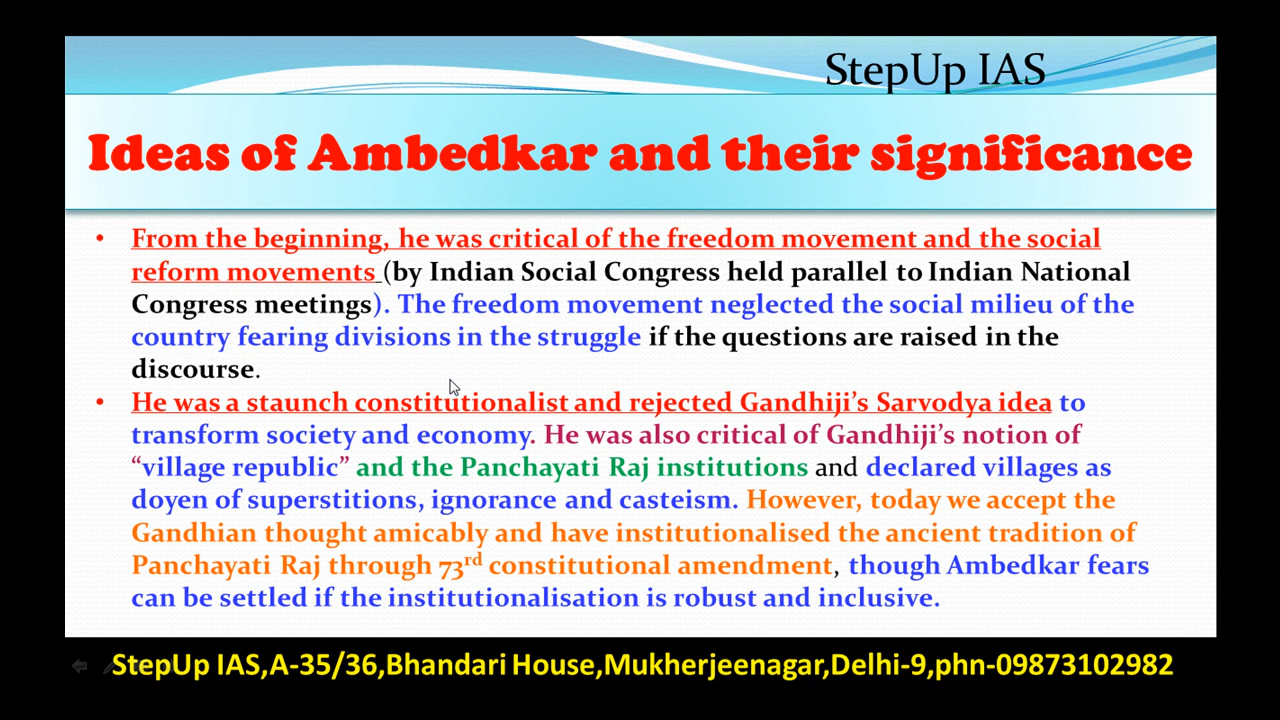 StepUp IAS
Ideas of Ambedkar and their significance
• From the beginning, he was critical of the freedom movement and the social
reform movements (by Indian Social Congress held parallel to Indian National
Congress meetings). The freedom movement neglected the social milieu of the
country fearing divisions in the struggle if the questions are raised in the
discourse.
• He was a staunch constitutionalist and rejected Gandhiji's Sarvodya idea to
transform society and economy. He was also critical of Gandhiji's notion of
“village republic” and the Panchayati Raj institutions and declared villages as
doyen of superstitions, ignorance and casteism. However, today we accept the
Gandhian thought amicably and have institutionalised the ancient tradition of
Panchayati Raj through 73rd constitutional amendment, though Ambedkar fears
can be settled if the institutionalisation is robust and inclusive.
StepUp IAS,A-35/36,Bhandari House,Mukherjeenagar,Delhi-9,phn-09873102982